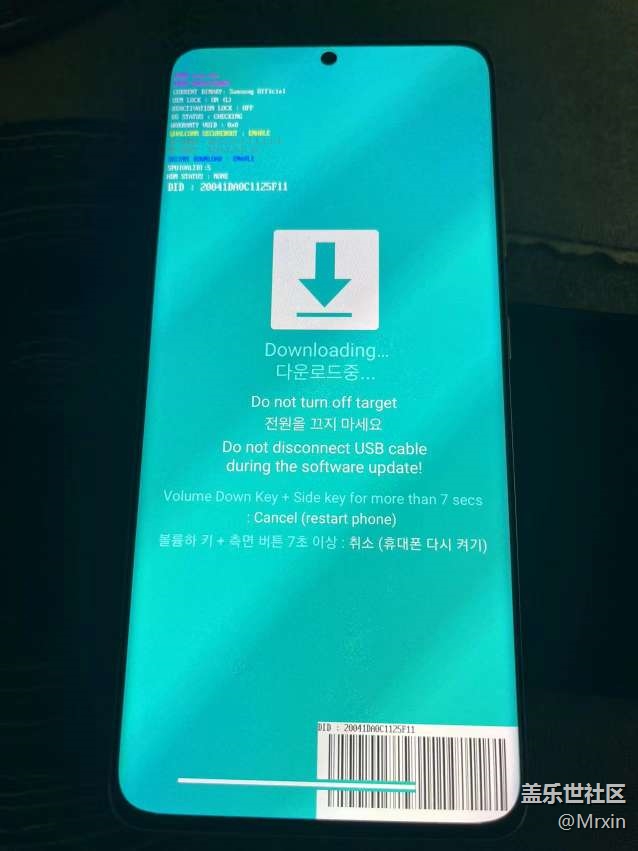 CURRENT BINARY: Samsung Official
OEM LOCK : ON (L)
REACTIVATION LOCK : OFF
KG STATUS : CHECKING
WARRANTY VOID : 0x0
QUALCOMM SECUREBOOT : ENABLE
SECURE DOWNLOAD : ENABLE
HDM STATUS : NONE
DID : 20041DA0C1125F11
Downloading...
다운로드중...
Do not turn off target
전원을 끄지 마세요
Do not disconnect USB cable
during the software update!
Volume Down Key + Side key for more than 7 secs
: Cancel (restart phone)
볼륨하 키 + 측면 버튼 7초 이상 : 취소 (휴대폰 다시 켜기)
DID : 20041DA0C1125F11
盖乐世社区
@Mrxin